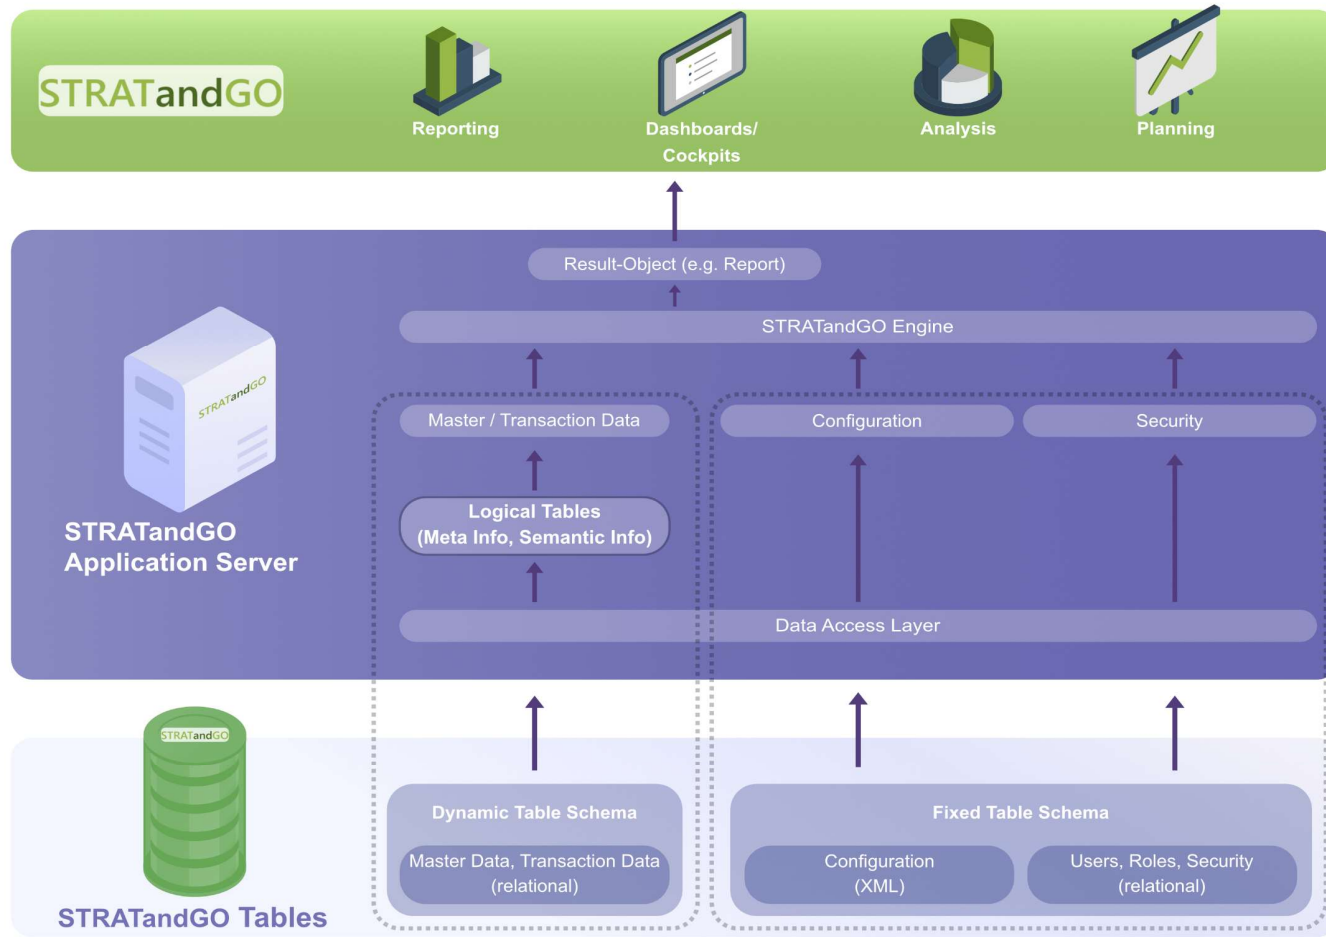 STRATandGO
Reporting
Dashboards/
Cockpits
Analysis
Planning
Result-Object (e.g. Report)
STRATandGO Engine
Master / Transaction Data
Configuration
Security
STRATandGO
Logical Tables
(Meta Info, Semantic Info)
STRATandGO
Application Server
Data Access Layer
STRATandGO
Dynamic Table Schema
Fixed Table Schema
Master Data, Transaction Data
(relational)
Configuration
(XML)
Users, Roles, Security
(relational)
STRATandGO Tables